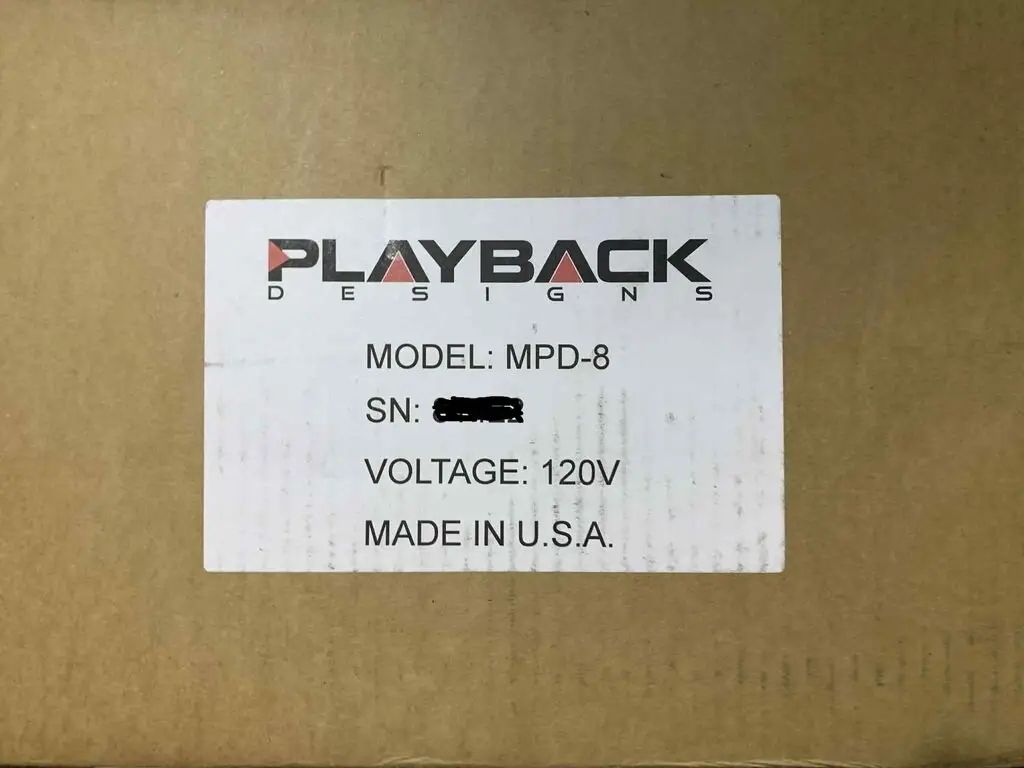 PLAYBACK
DESIGNS
MODEL: MPD-8
SN:
VOLTAGE: 120V
MADE IN U.S.A.